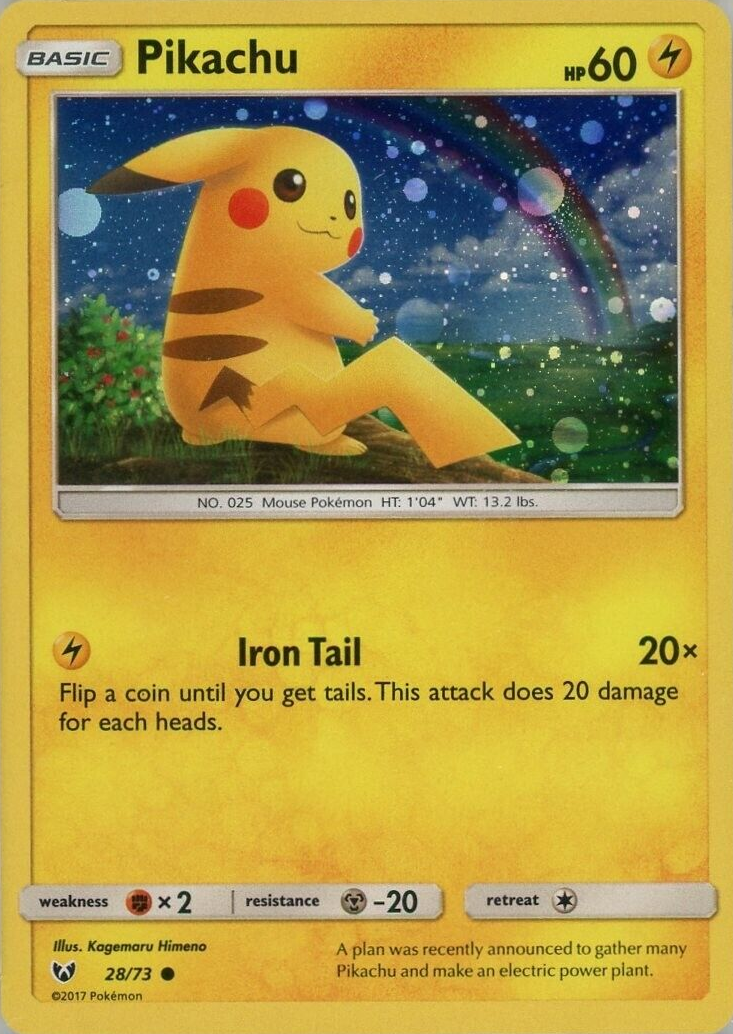 BASIC Pikachu HP60
NO. 025 Mouse Pokémon HT: 1'04" WT: 13.2 lbs.
Iron Tail 20×
Flip a coin until you get tails. This attack does 20 damage
for each heads.
weakness ×2 resistance -20 retreat
Illus. Kagemaru Himeno
28/73
©2017 Pokémon
A plan was recently announced to gather many
Pikachu and make an electric power plant.